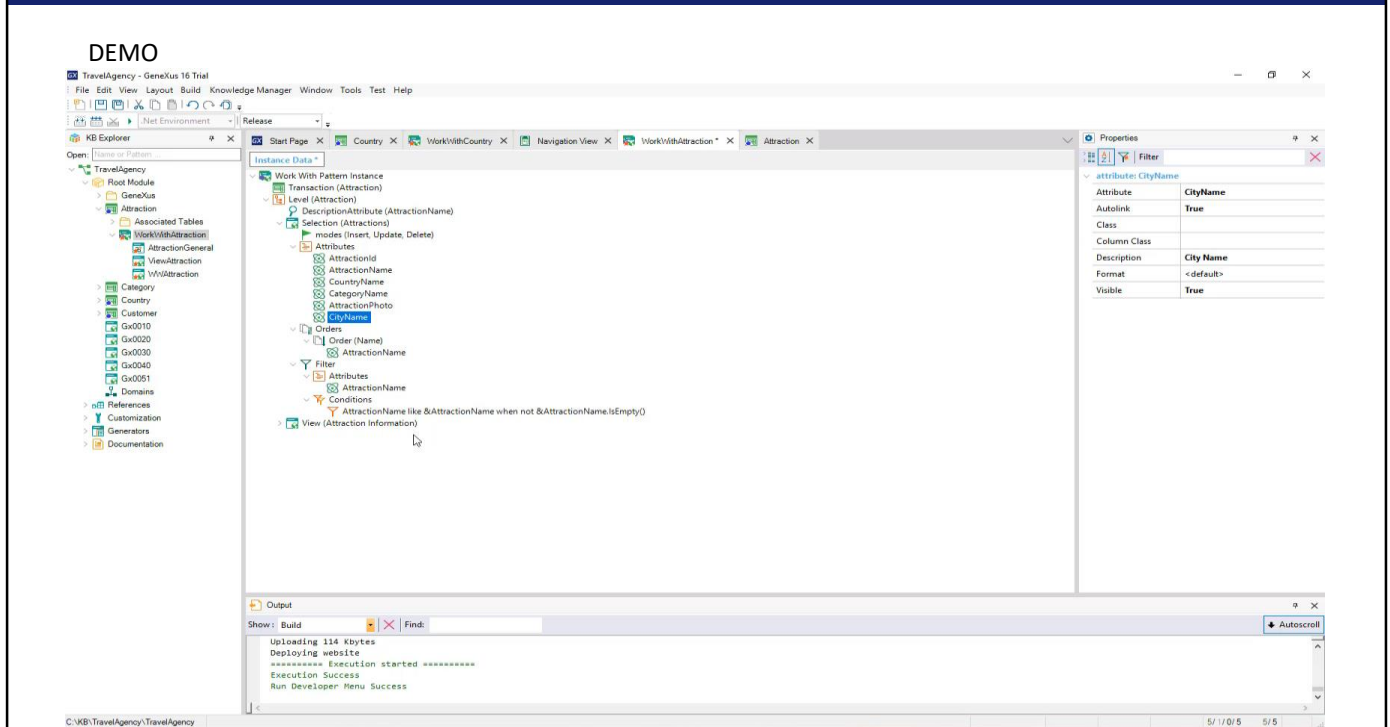 DEMO
TravelAgency - GeneXus 16 Trial
File Edit View Layout Build Knowledge Manager Window Tools Test Help
.Net Environment Release
KB Explorer
Open: Name or Pattern ...
TravelAgency
Root Module
GeneXus
Attraction
Associated Tables
WorkWithAttraction
AttractionGeneral
ViewAttraction
WWAttraction
Category
Country
Customer
Gx0010
Gx0020
Gx0030
Gx0040
Gx0051
Domains
References
Customization
Generators
Documentation
Start Page Country WorkWithCountry Navigation View WorkWithAttraction * Attraction
Instance Data *
Work With Pattern Instance
Transaction (Attraction)
Level (Attraction)
DescriptionAttribute (AttractionName)
Selection (Attractions)
modes (Insert, Update, Delete)
Attributes
AttractionId
AttractionName
CountryName
CategoryName
AttractionPhoto
CityName
Orders
Order (Name)
AttractionName
Filter
Attributes
AttractionName
Conditions
AttractionName like &AttractionName when not &AttractionName.IsEmpty()
View (Attraction Information)
Properties
Filter
attribute: CityName
Attribute CityName
Autolink True
Class
Column Class
Description City Name
Format <default>
Visible True
Output
Show: Build Find: Autoscroll
Uploading 114 Kbytes
Deploying website
========== Execution started ==========
Execution Success
Run Developer Menu Success
C:\KB\TravelAgency\TravelAgency 5/1/0/5 5/5